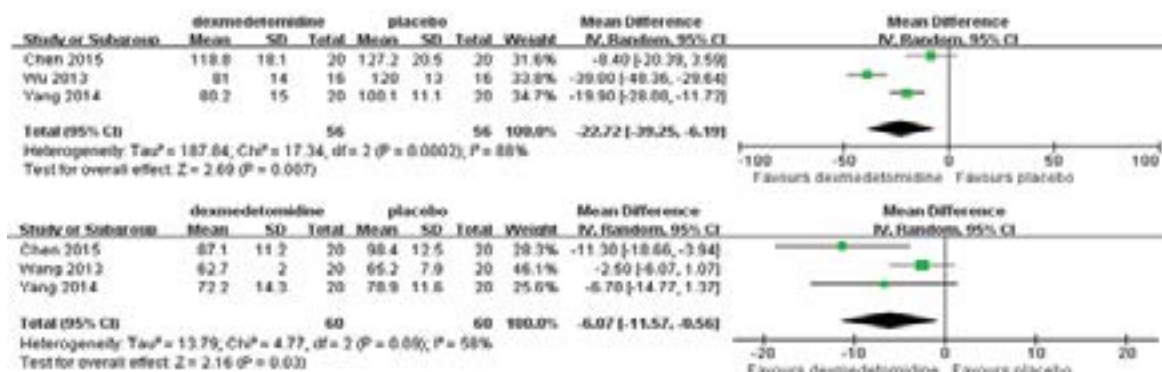 dexmedetomidine placebo Mean Difference Mean Difference
Study or Subgroup Mean SD Total Mean SD Total Weight IV, Random, 95% CI IV, Random, 95% CI
Chen 2015 118.8 18.1 20 127.2 20.5 20 31.6% -8.40 [-20.39, 3.59]
Wu 2013 81 14 16 120 13 16 33.8% -39.00 [-48.36, -29.64]
Yang 2014 80.2 15 20 100.1 11.1 20 34.7% -19.90 [-28.08, -11.72]
Total (95% CI) 56 56 100.0% -22.72 [-39.25, -6.19]
Heterogeneity: Tau² = 187.84, Chi² = 17.34, df = 2 (P = 0.0002); I² = 88%
Test for overall effect: Z = 2.69 (P = 0.007)
-100 -50 0 50 100
Favours dexmedetomidine Favours placebo
dexmedetomidine placebo Mean Difference Mean Difference
Study or Subgroup Mean SD Total Mean SD Total Weight IV, Random, 95% CI IV, Random, 95% CI
Chen 2015 87.1 11.2 20 98.4 12.5 20 28.3% -11.30 [-18.66, -3.94]
Wang 2013 62.7 2 20 65.2 7.9 20 46.1% -2.50 [-6.07, 1.07]
Yang 2014 72.2 14.3 20 78.9 11.6 20 25.6% -6.70 [-14.77, 1.37]
Total (95% CI) 60 60 100.0% -6.07 [-11.57, -0.56]
Heterogeneity: Tau² = 13.79, Chi² = 4.77, df = 2 (P = 0.09); I² = 58%
Test for overall effect: Z = 2.16 (P = 0.03)
-20 -10 0 10 20
Favours dexmedetomidine Favours placebo